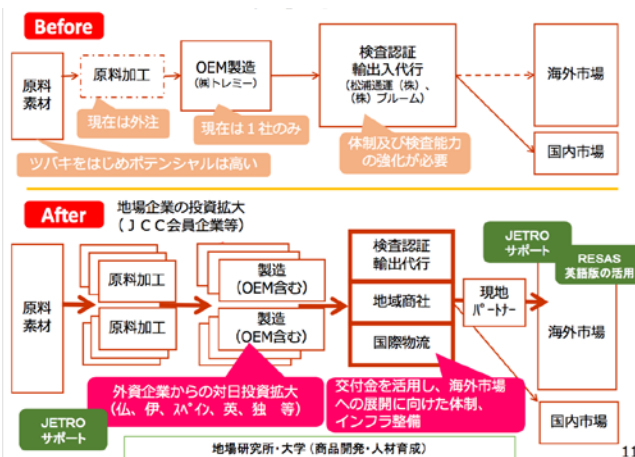 Before
原料
素材
原料加工
OEM製造
(㈱トレミー)
検査認証
輸出入代行
(松浦通運(株)、
(株)ブルーム)
海外市場
国内市場
現在は外注
現在は1社のみ
体制及び検査能力
の強化が必要
ツバキをはじめポテンシャルは高い
After
地場企業の投資拡大
(JCC会員企業等)
原料
素材
原料加工
原料加工
製造
(OEM含む)
製造
(OEM含む)
検査認証
輸出代行
地域商社
国際物流
現地
パートナー
JETRO
サポート
RESAS
英語版の活用
海外市場
国内市場
外資企業からの対日投資拡大
(仏、伊、スペイン、英、独 等)
交付金を活用し、海外市場
への展開に向けた体制、
インフラ整備
JETRO
サポート
地場研究所・大学(商品開発・人材育成)
11